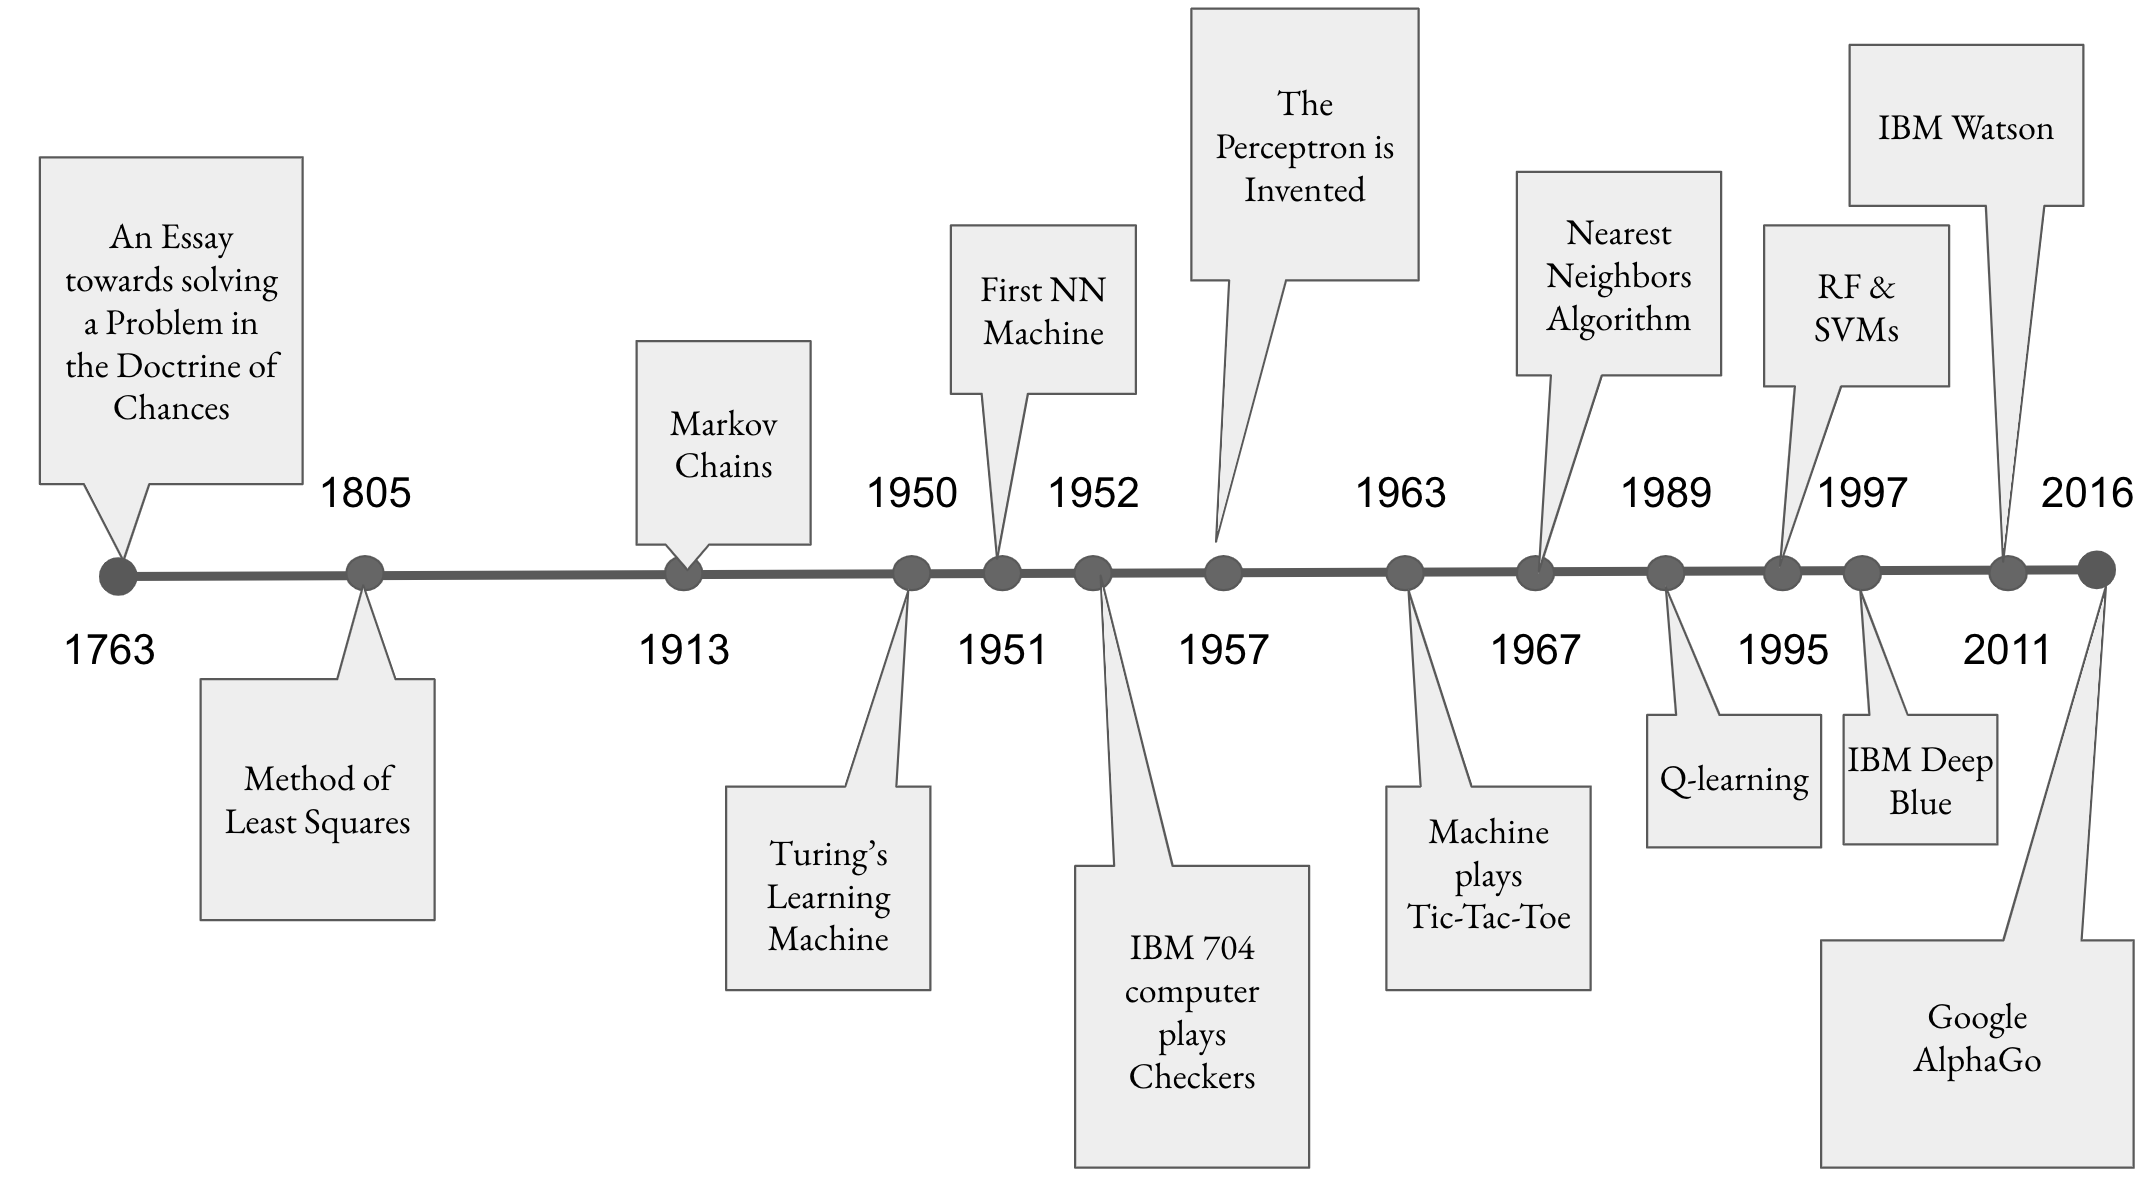 The
Perceptron is
Invented
IBM Watson
An Essay
towards solving
a Problem in
the Doctrine of
Chances
First NN
Machine
Nearest
Neighbors
Algorithm
RF &
SVMs
Markov
Chains
1805
1950
1952
1963
1989
1997
2016
1763
1913
1951
1957
1967
1995
2011
Method of
Least Squares
Turing’s
Learning
Machine
IBM 704
computer
plays
Checkers
Machine
plays
Tic-Tac-Toe
Q-learning
IBM Deep
Blue
Google
AlphaGo